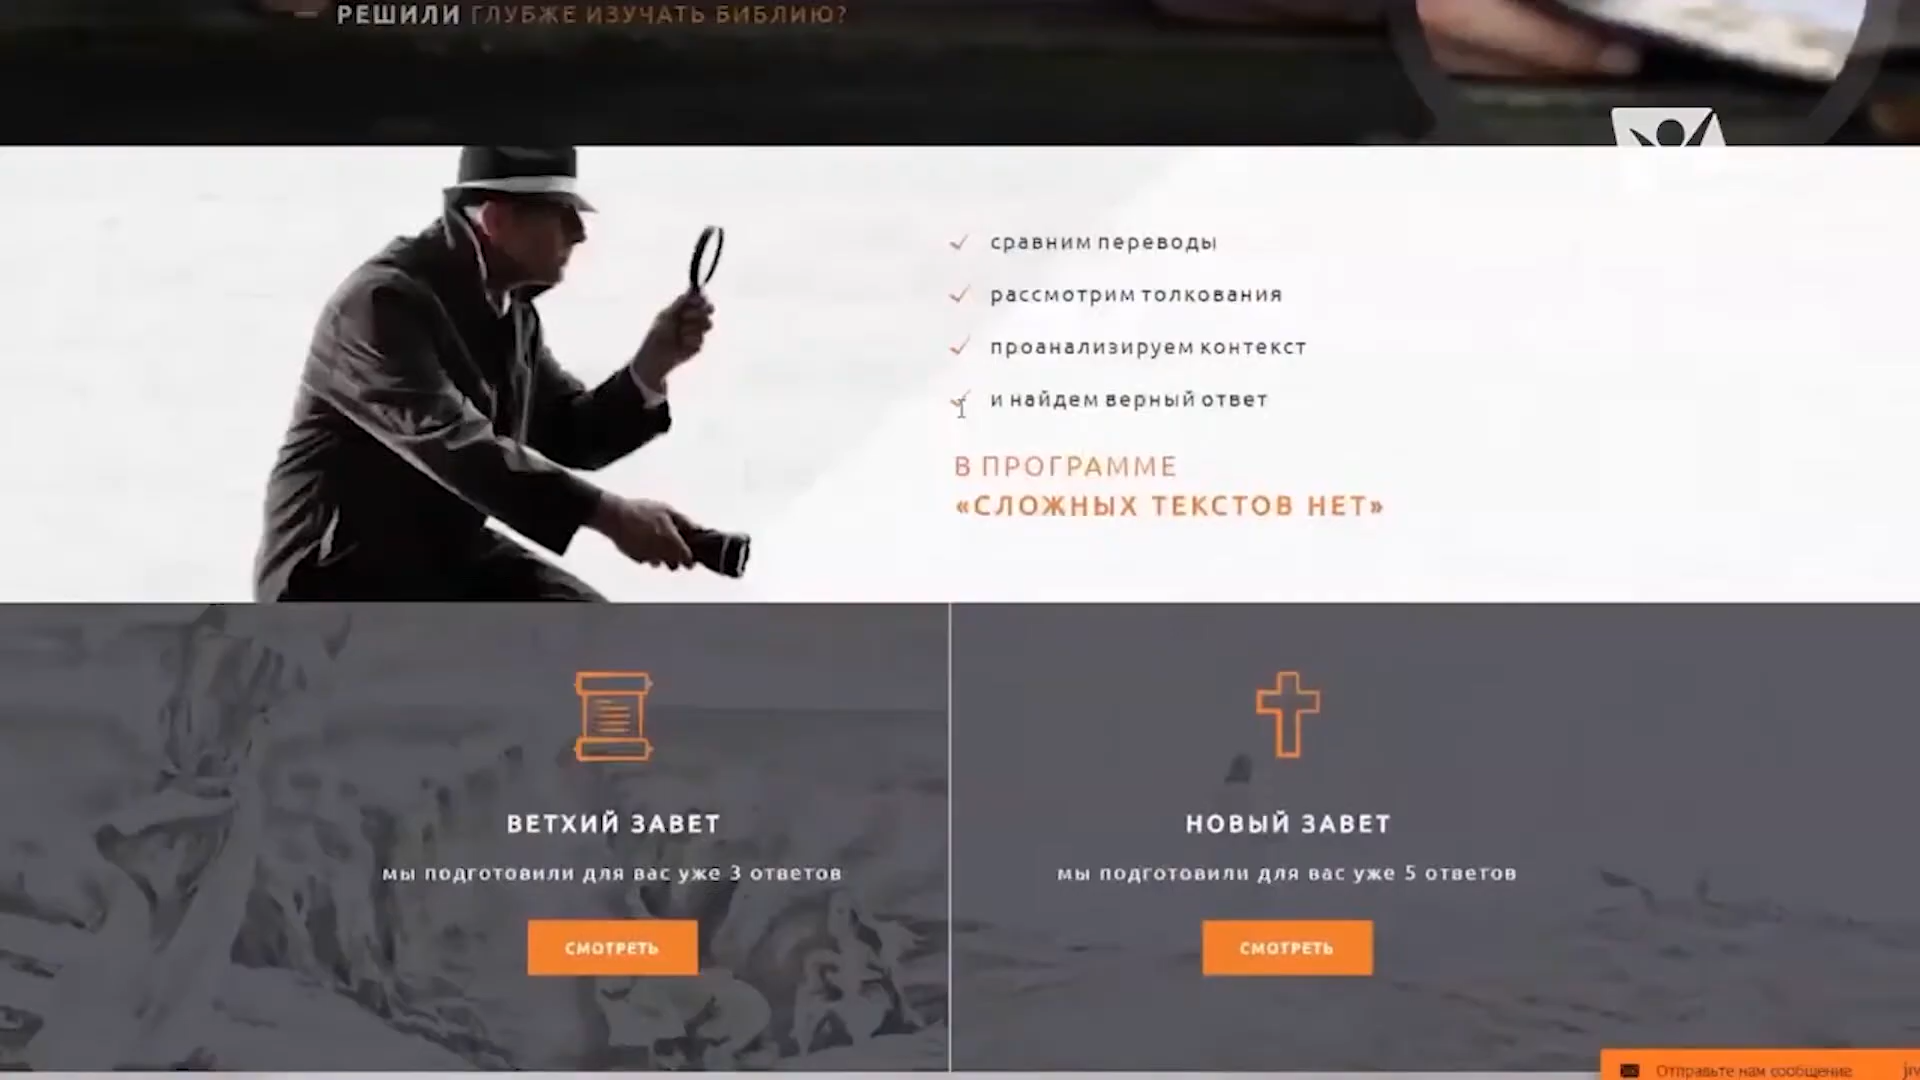 РЕШИЛИ ГЛУБЖЕ ИЗУЧАТЬ БИБЛИЮ?
сравним переводы
рассмотрим толкования
проанализируем контекст
и найдем верный ответ
В ПРОГРАММЕ
«СЛОЖНЫХ ТЕКСТОВ НЕТ»
ВЕТХИЙ ЗАВЕТ
мы подготовили для вас уже 3 ответов
СМОТРЕТЬ
НОВЫЙ ЗАВЕТ
мы подготовили для вас уже 5 ответов
СМОТРЕТЬ
Отправьте нам сообщение